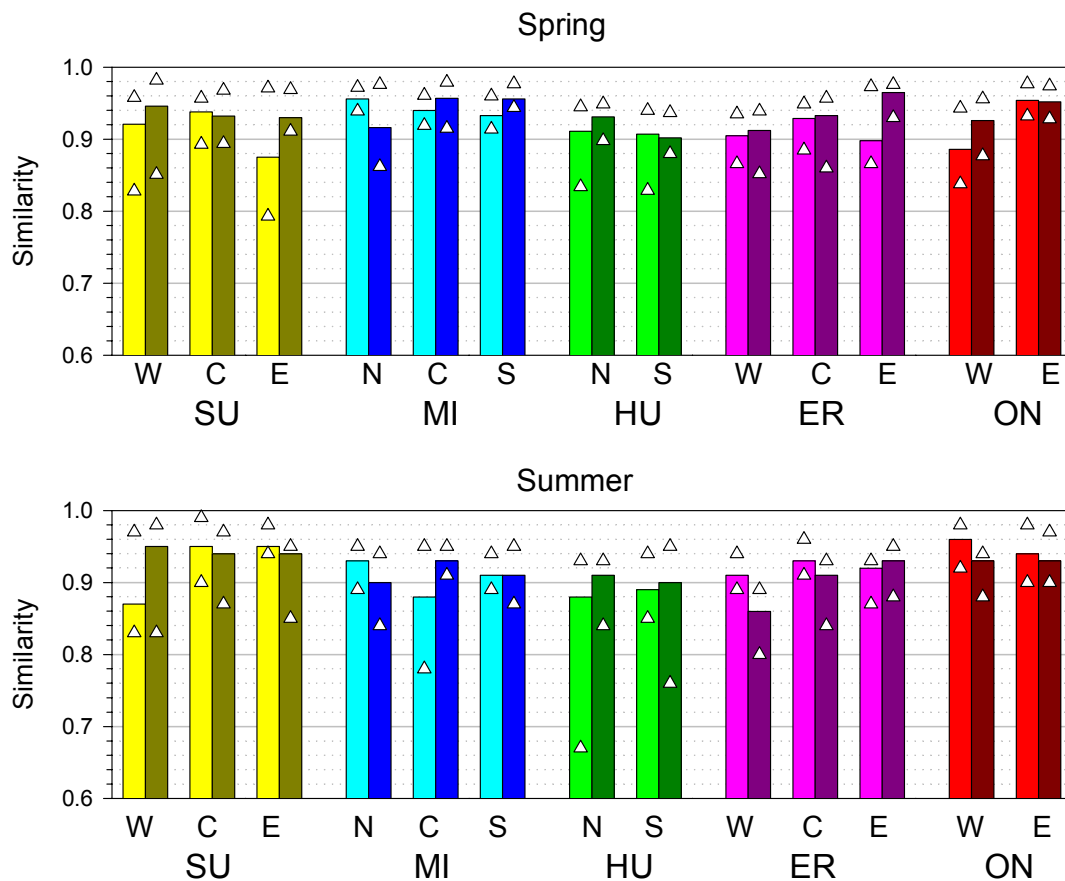 Spring
Similarity
1.0
0.9
0.8
0.7
0.6
W C E N C S N S W C E W E
SU MI HU ER ON
Summer
Similarity
1.0
0.9
0.8
0.7
0.6
W C E N C S N S W C E W E
SU MI HU ER ON